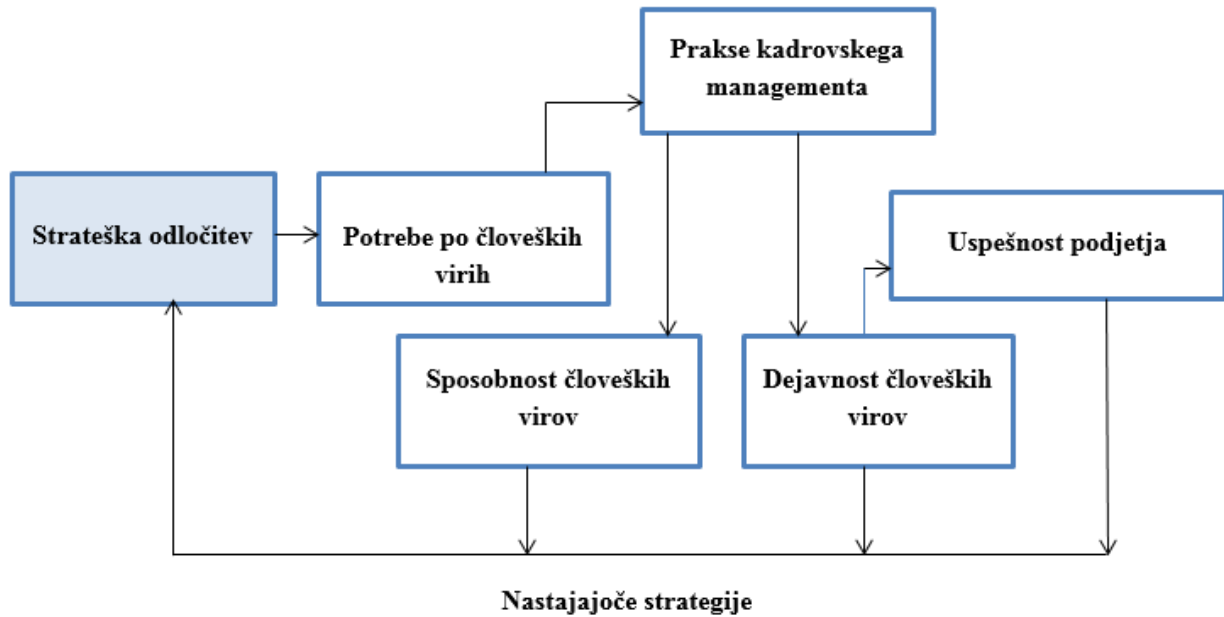 Prakse kadrovskega
managementa
Strateška odločitev
Potrebe po človeških
virih
Uspešnost podjetja
Sposobnost človeških
virov
Dejavnost človeških
virov
Nastajajoče strategije